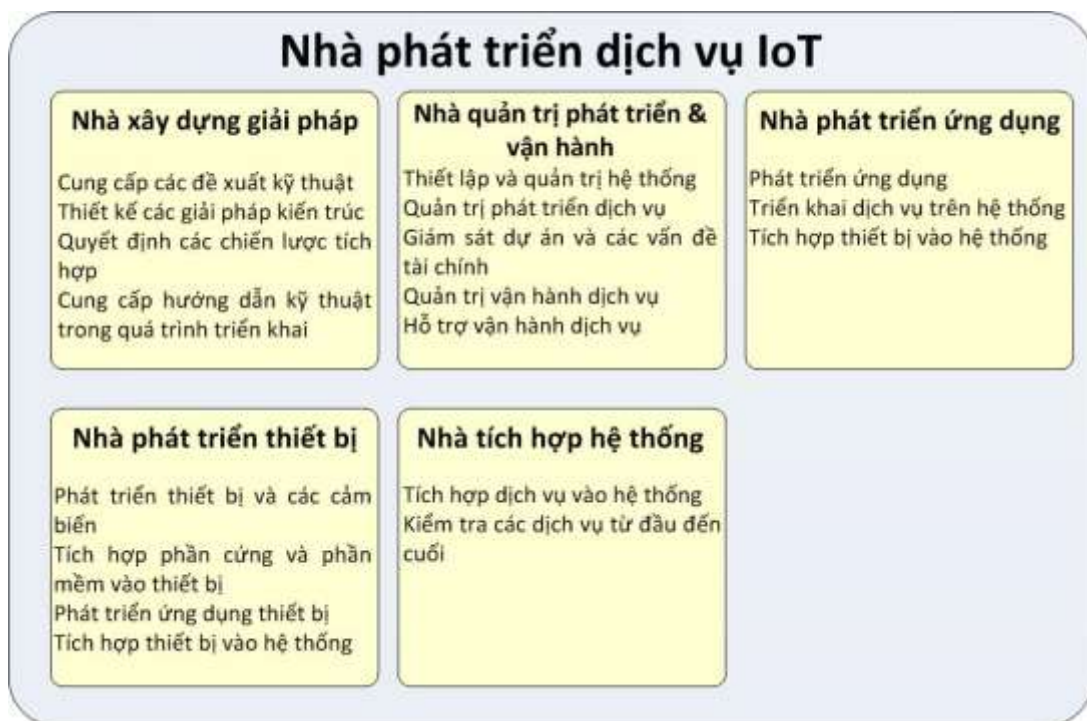 Nhà phát triển dịch vụ IoT
Nhà xây dựng giải pháp
Cung cấp các đề xuất kỹ thuật
Thiết kế các giải pháp kiến trúc
Quyết định các chiến lược tích
hợp
Cung cấp hướng dẫn kỹ thuật
trong quá trình triển khai
Nhà quản trị phát triển &
vận hành
Thiết lập và quản trị hệ thống
Quản trị phát triển dịch vụ
Giám sát dự án và các vấn đề
tài chính
Quản trị vận hành dịch vụ
Hỗ trợ vận hành dịch vụ
Nhà phát triển ứng dụng
Phát triển ứng dụng
Triển khai dịch vụ trên hệ thống
Tích hợp thiết bị vào hệ thống
Nhà phát triển thiết bị
Phát triển thiết bị và các cảm
biến
Tích hợp phần cứng và phần
mềm vào thiết bị
Phát triển ứng dụng thiết bị
Tích hợp thiết bị vào hệ thống
Nhà tích hợp hệ thống
Tích hợp dịch vụ vào hệ thống
Kiểm tra các dịch vụ từ đầu đến
cuối